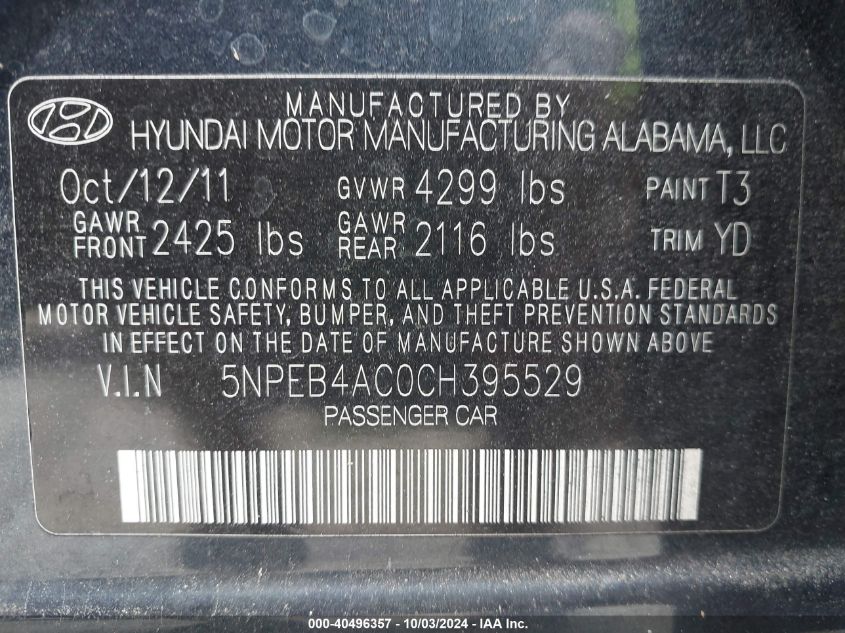 MANUFACTURED BY
HYUNDAI MOTOR MANUFACTURING ALABAMA, LLC
Oct/12/11 GVWR 4299 lbs PAINT T3
GAWR FRONT 2425 lbs GAWR REAR 2116 lbs TRIM YD
THIS VEHICLE CONFORMS TO ALL APPLICABLE U.S.A. FEDERAL
MOTOR VEHICLE SAFETY, BUMPER, AND THEFT PREVENTION STANDARDS
IN EFFECT ON THE DATE OF MANUFACTURE SHOWN ABOVE
V.I.N 5NPEB4AC0CH395529
PASSENGER CAR
000-40496357 - 10/03/2024 - IAA Inc.